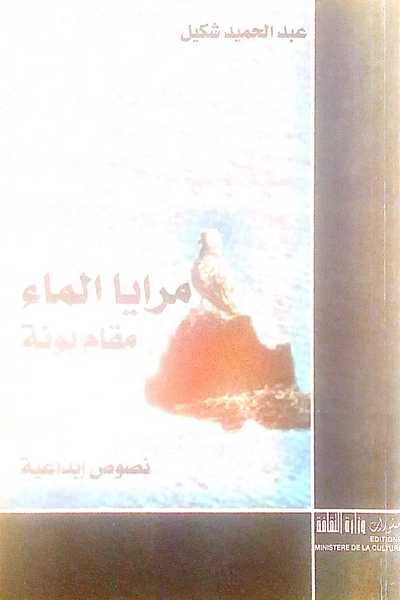 عبد الحميد شكيل
مرايا الماء
مقام بونة
نصوص إبداعية
منشورات وزارة الثقافة
EDITIONS
MINISTERE DE LA CULTURE